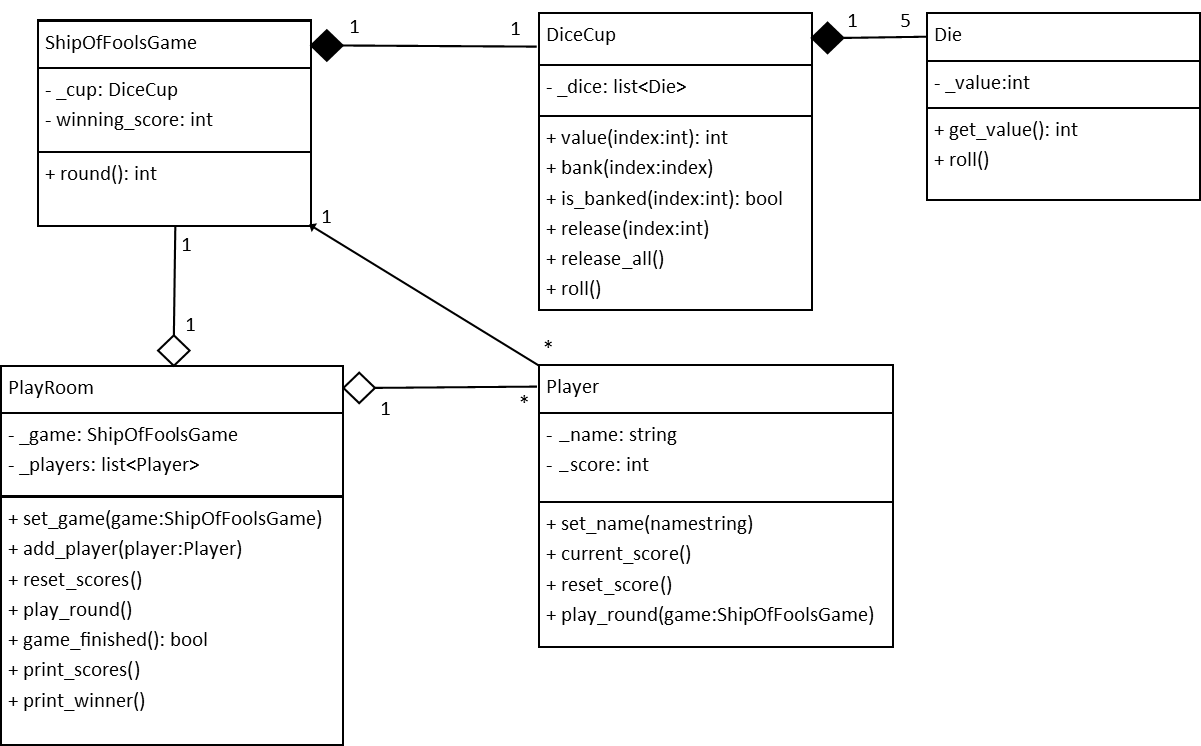 ShipOfFoolsGame
- _cup: DiceCup
- winning_score: int
+ round(): int
1
1
DiceCup
- _dice: list<Die>
+ value(index:int): int
+ bank(index:index)
+ is_banked(index:int): bool
+ release(index:int)
+ release_all()
+ roll()
1
5
Die
- _value:int
+ get_value(): int
+ roll()
1
1
1
*
PlayRoom
- _game: ShipOfFoolsGame
- _players: list<Player>
+ set_game(game:ShipOfFoolsGame)
+ add_player(player:Player)
+ reset_scores()
+ play_round()
+ game_finished(): bool
+ print_scores()
+ print_winner()
1
*
Player
- _name: string
- _score: int
+ set_name(namestring)
+ current_score()
+ reset_score()
+ play_round(game:ShipOfFoolsGame)